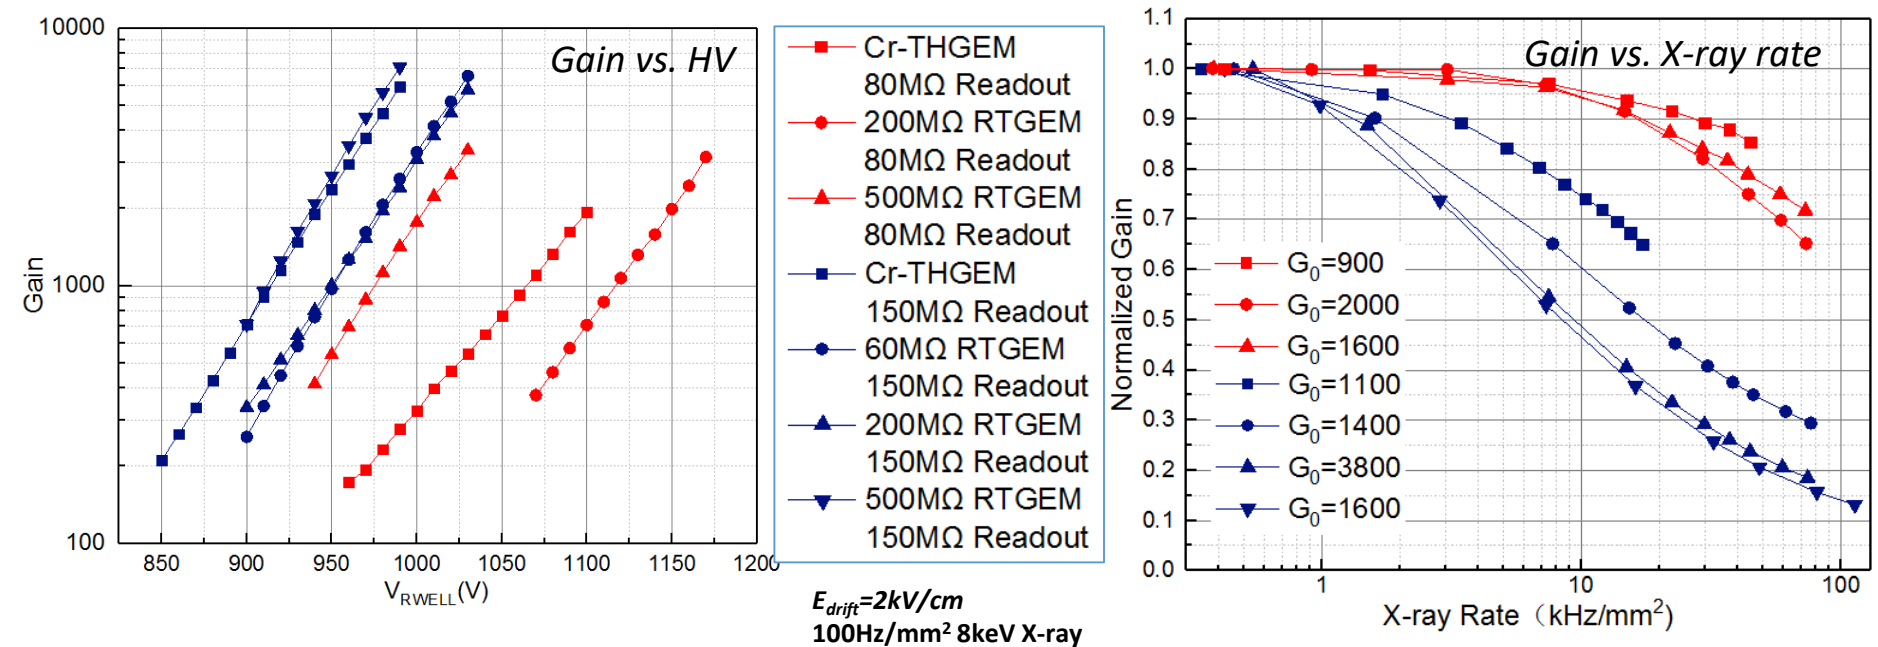 Gain vs. HV
10000
1000
100
Gain
850 900 950 1000 1050 1100 1150 1200
V_RWELL(V)
Cr-THGEM
80MΩ Readout
200MΩ RTGEM
80MΩ Readout
500MΩ RTGEM
80MΩ Readout
Cr-THGEM
150MΩ Readout
60MΩ RTGEM
150MΩ Readout
200MΩ RTGEM
150MΩ Readout
500MΩ RTGEM
150MΩ Readout
E_drift=2kV/cm
100Hz/mm² 8keV X-ray
Gain vs. X-ray rate
1.1
1.0
0.9
0.8
0.7
0.6
0.5
0.4
0.3
0.2
0.1
0.0
Normalized Gain
G₀=900
G₀=2000
G₀=1600
G₀=1100
G₀=1400
G₀=3800
G₀=1600
1 10 100
X-ray Rate（kHz/mm²)